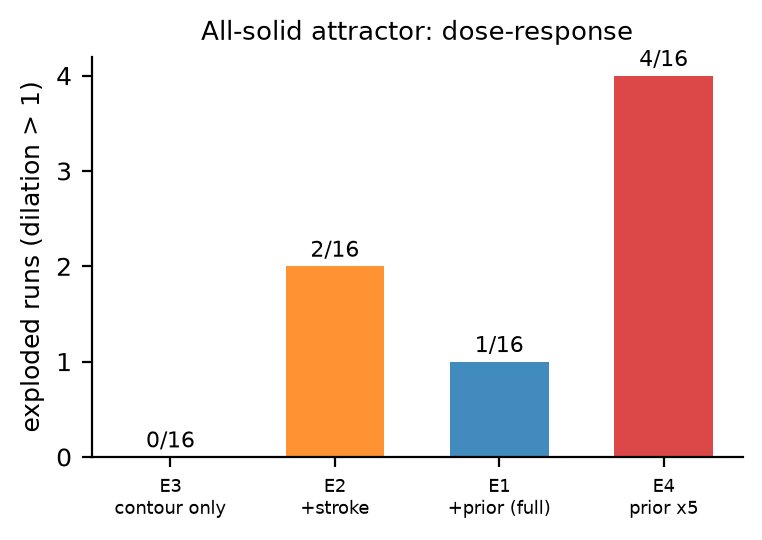 All-solid attractor: dose-response
exploded runs (dilation > 1)
4
3
2
1
0
0/16
2/16
1/16
4/16
E3
contour only
E2
+stroke
E1
+prior (full)
E4
prior x5